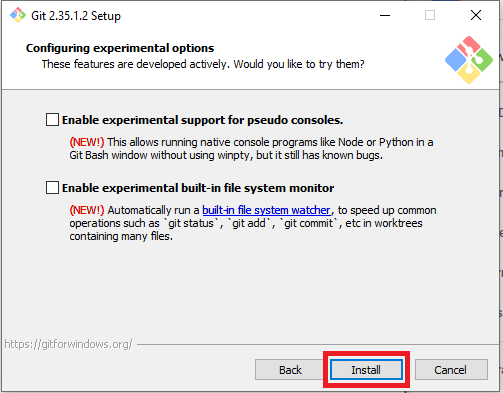 Git 2.35.1.2 Setup
Configuring experimental options
These features are developed actively. Would you like to try them?
Enable experimental support for pseudo consoles.
(NEW!) This allows running native console programs like Node or Python in a
Git Bash window without using winpty, but it still has known bugs.
Enable experimental built-in file system monitor
(NEW!) Automatically run a built-in file system watcher, to speed up common
operations such as `git status`, `git add`, `git commit`, etc in worktrees
containing many files.
https://gitforwindows.org/
Back Install Cancel